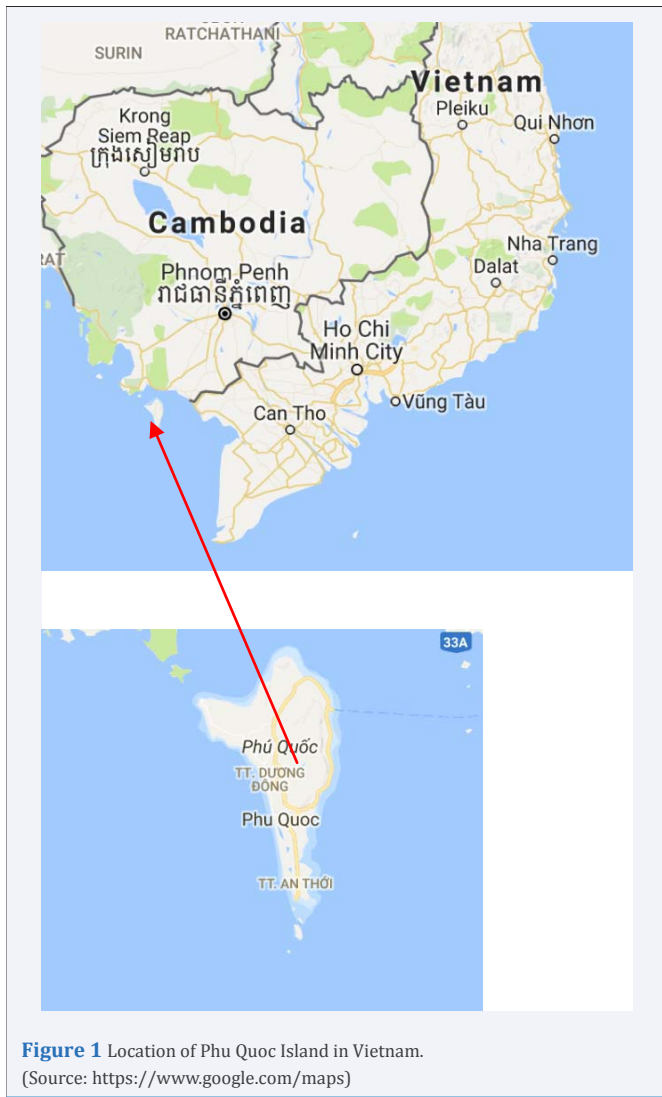 RATCHATHANI
SURIN
Vietnam
Pleiku
Qui Nhơn
Krong
Siem Reap
ក្រុងសៀមរាប
Cambodia
Nha Trang
Dalat
Phnom Penh
រាជធានីភ្នំពេញ
Ho Chi
Minh City
Vũng Tàu
Can Tho
33A
Phú Quốc
TT. DƯƠNG
ĐÔNG
Phu Quoc
TT. AN THỚI
Figure 1 Location of Phu Quoc Island in Vietnam.
(Source: https://www.google.com/maps)